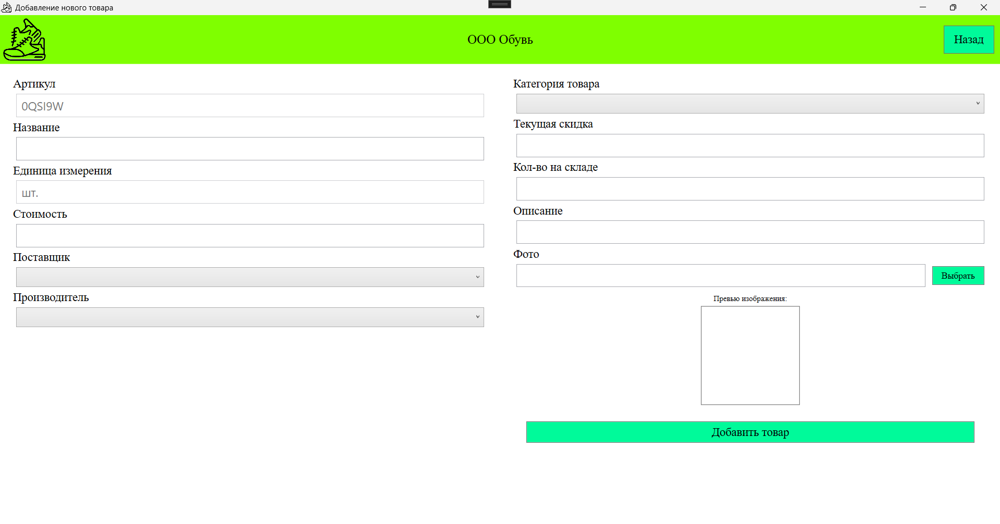 Добавление нового товара
ООО Обувь
Назад
Артикул
0QSI9W
Название
Единица измерения
шт.
Стоимость
Поставщик
Производитель
Категория товара
Текущая скидка
Кол-во на складе
Описание
Фото
Выбрать
Превью изображения:
Добавить товар